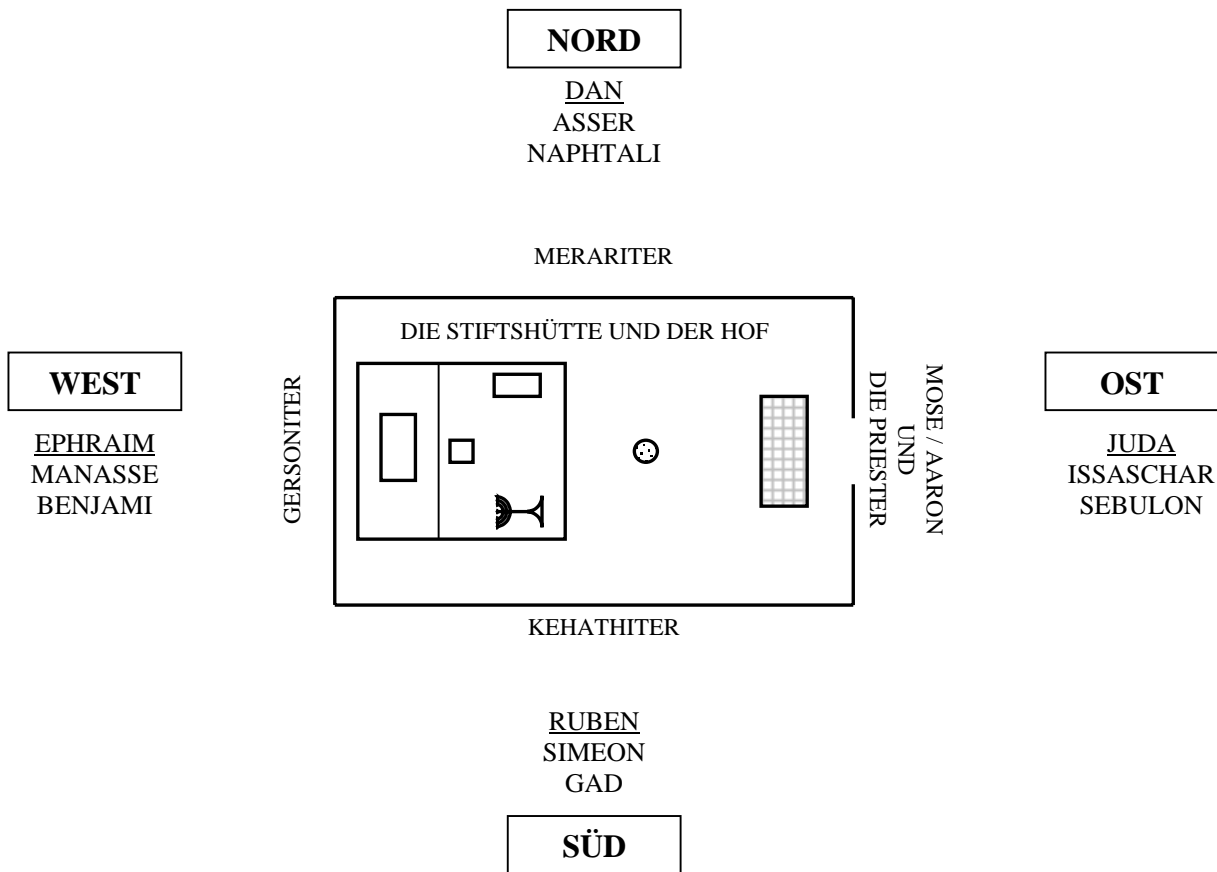 NORD
DAN
ASSER
NAPHTALI
MERARITER
DIE STIFTSHÜTTE UND DER HOF
WEST
EPHRAIM
MANASSE
BENJAMI
GERSONITER
MOSE / AARON
UND
DIE PRIESTER
OST
JUDA
ISSASCHAR
SEBULON
KEHATHITER
RUBEN
SIMEON
GAD
SÜD